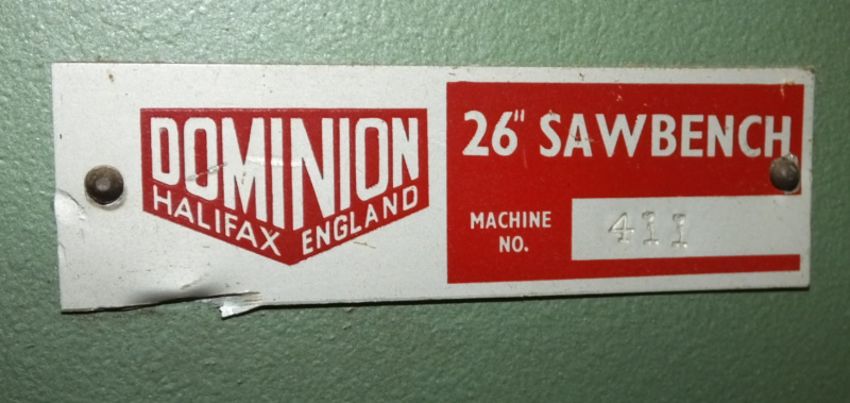 DOMINION
HALIFAX ENGLAND
26" SAWBENCH
MACHINE NO. 411